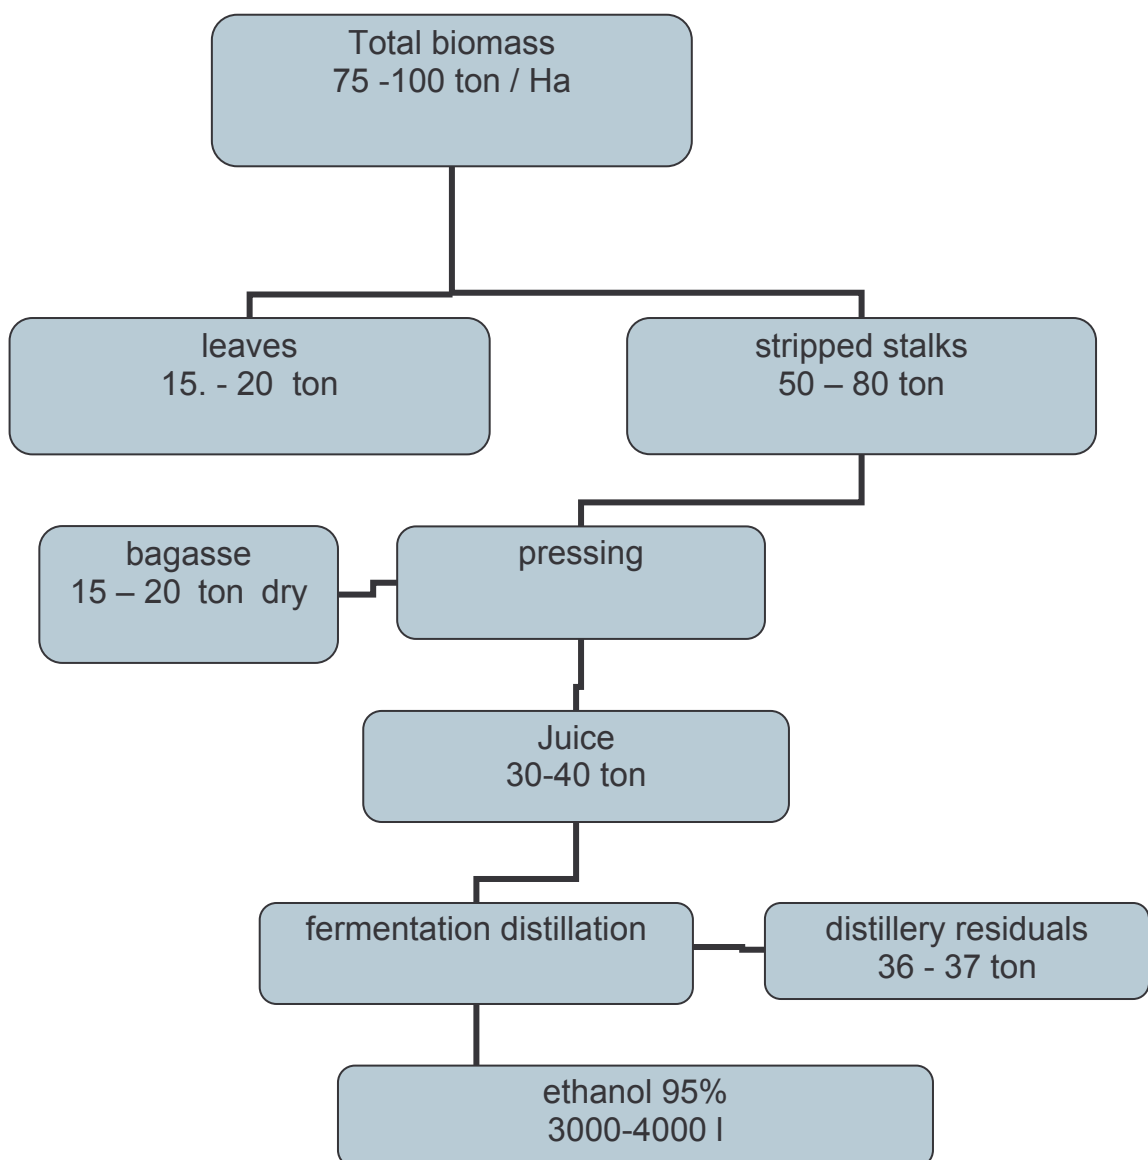 Total biomass
75 -100 ton / Ha
leaves
15. - 20 ton
stripped stalks
50 – 80 ton
bagasse
15 – 20 ton dry
pressing
Juice
30-40 ton
fermentation distillation
distillery residuals
36 - 37 ton
ethanol 95%
3000-4000 l